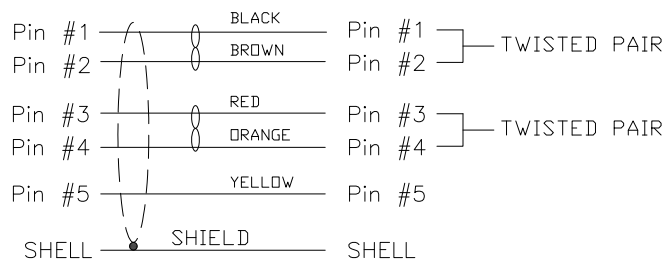 BLACK
Pin #1 Pin #1
BROWN TWISTED PAIR
Pin #2 Pin #2
RED
Pin #3 Pin #3
ORANGE TWISTED PAIR
Pin #4 Pin #4
YELLOW
Pin #5 Pin #5
SHIELD
SHELL SHELL